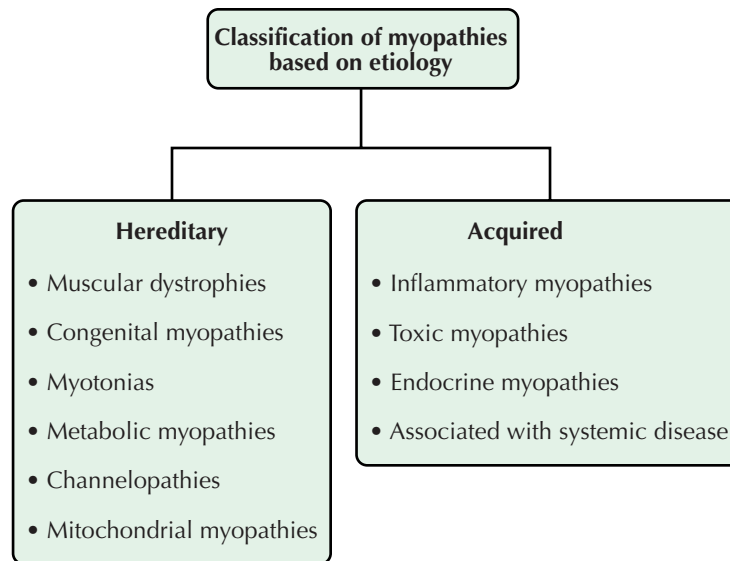 Classification of myopathies
based on etiology
Hereditary
• Muscular dystrophies
• Congenital myopathies
• Myotonias
• Metabolic myopathies
• Channelopathies
• Mitochondrial myopathies
Acquired
• Inflammatory myopathies
• Toxic myopathies
• Endocrine myopathies
• Associated with systemic disease